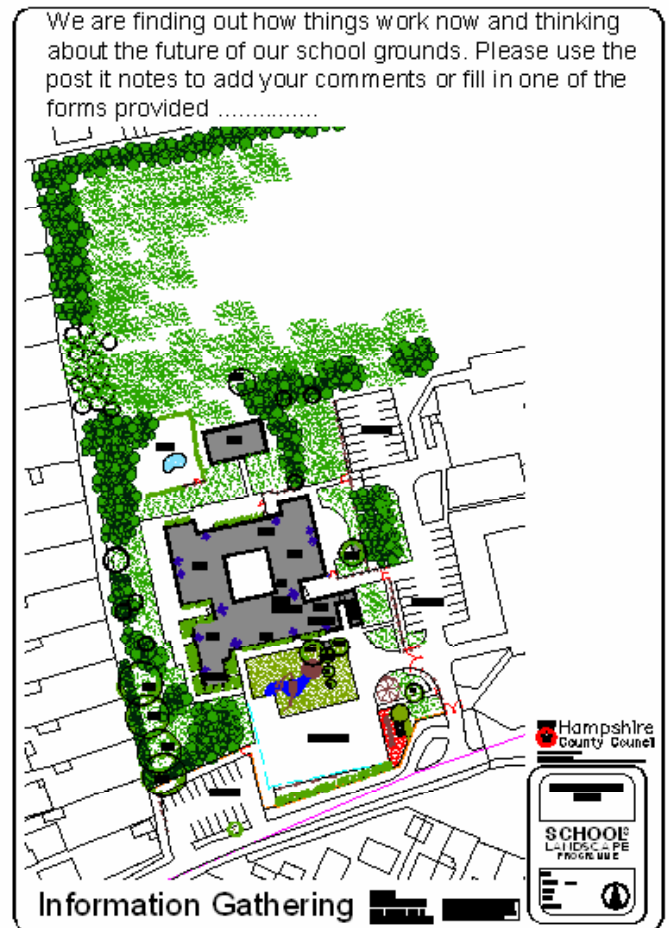 We are finding out how things work now and thinking
about the future of our school grounds. Please use the
post it notes to add your comments or fill in one of the
forms provided ...............
Hampshire
County Council
SCHOOL
LANDSCAPE
PROGRAMME
Information Gathering